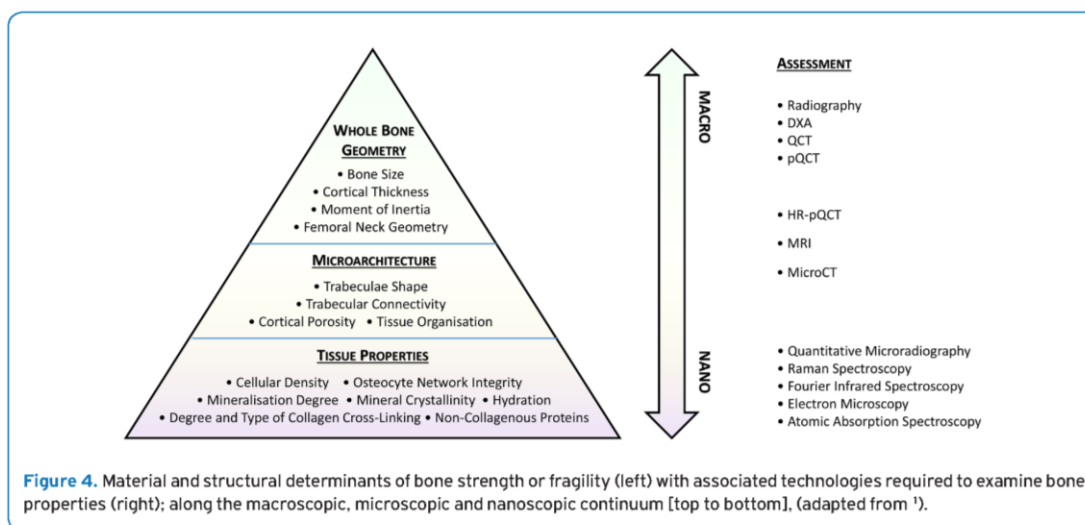 WHOLE BONE
GEOMETRY
• Bone Size
• Cortical Thickness
• Moment of Inertia
• Femoral Neck Geometry
MICROARCHITECTURE
• Trabeculae Shape
• Trabecular Connectivity
• Cortical Porosity • Tissue Organisation
TISSUE PROPERTIES
• Cellular Density • Osteocyte Network Integrity
• Mineralisation Degree • Mineral Crystallinity • Hydration
• Degree and Type of Collagen Cross-Linking • Non-Collagenous Proteins
MACRO
NANO
ASSESSMENT
• Radiography
• DXA
• QCT
• pQCT
• HR-pQCT
• MRI
• MicroCT
• Quantitative Microradiography
• Raman Spectroscopy
• Fourier Infrared Spectroscopy
• Electron Microscopy
• Atomic Absorption Spectroscopy
Figure 4. Material and structural determinants of bone strength or fragility (left) with associated technologies required to examine bone
properties (right); along the macroscopic, microscopic and nanoscopic continuum [top to bottom], (adapted from ¹).